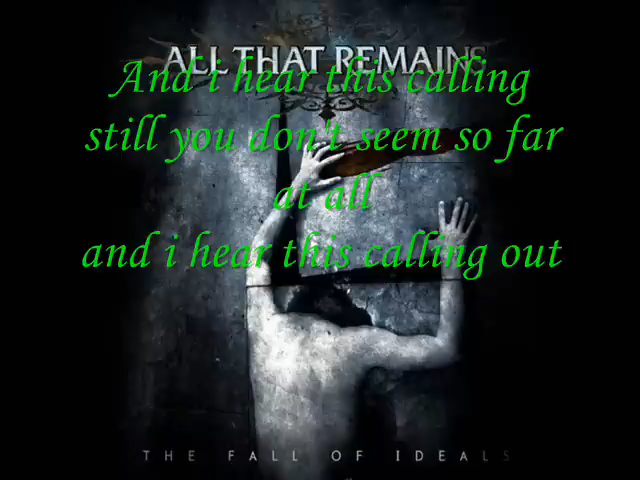 ALL THAT REMAINS
And i hear this calling
still you don't seem so far
at all
and i hear this calling out
THE FALL OF IDEALS